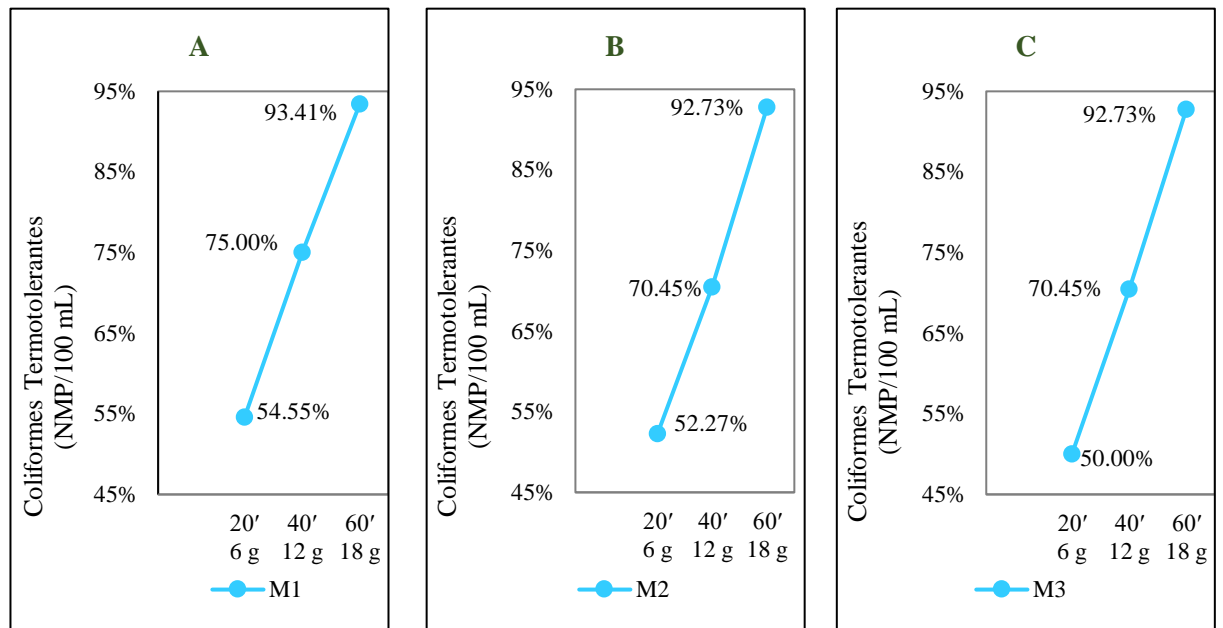 A
Coliformes Termotolerantes
(NMP/100 mL)
95%
85%
75%
65%
55%
45%
93.41%
75.00%
54.55%
20′ 40′ 60′
6 g 12 g 18 g
M1
B
Coliformes Termotolerantes
(NMP/100 mL)
95%
85%
75%
65%
55%
45%
92.73%
70.45%
52.27%
20′ 40′ 60′
6 g 12 g 18 g
M2
C
Coliformes Termotolerantes
(NMP/100 mL)
95%
85%
75%
65%
55%
45%
92.73%
70.45%
50.00%
20′ 40′ 60′
6 g 12 g 18 g
M3